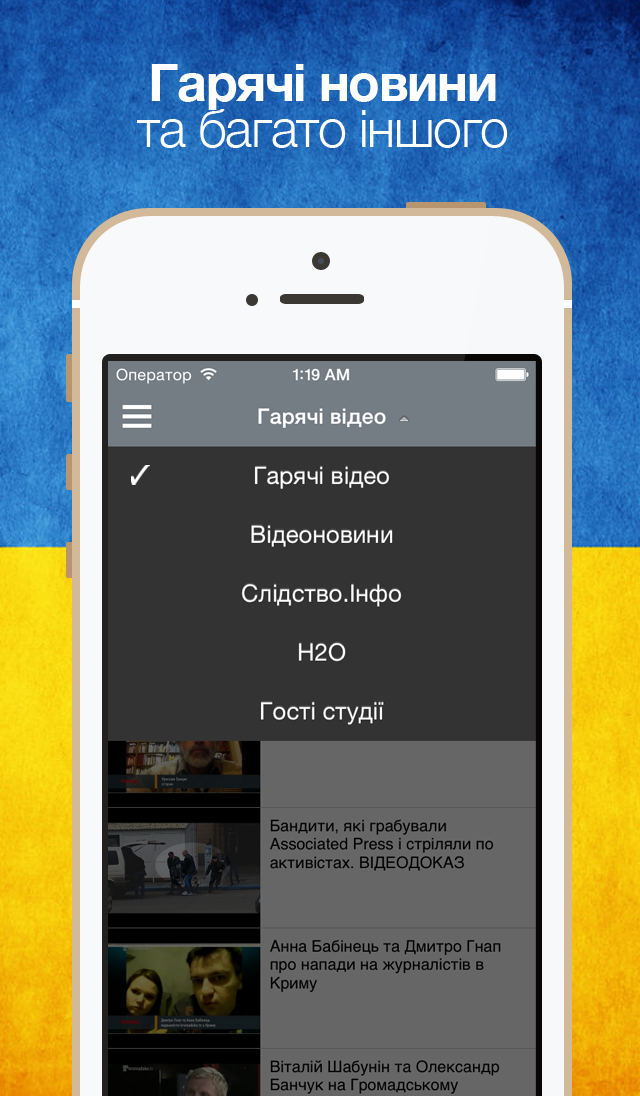 Гарячі новини
та багато іншого
Оператор
1:19 AM
Гарячі відео
✓ Гарячі відео
Відеоновини
Слідство.Інфо
H2O
Гості студії
Бандити, які грабували
Associated Press і стріляли по
активістах. ВІДЕОДОКАЗ
Анна Бабінець та Дмитро Гнап
про напади на журналістів в
Криму
Віталій Шабунін та Олександр
Банчук на Громадському